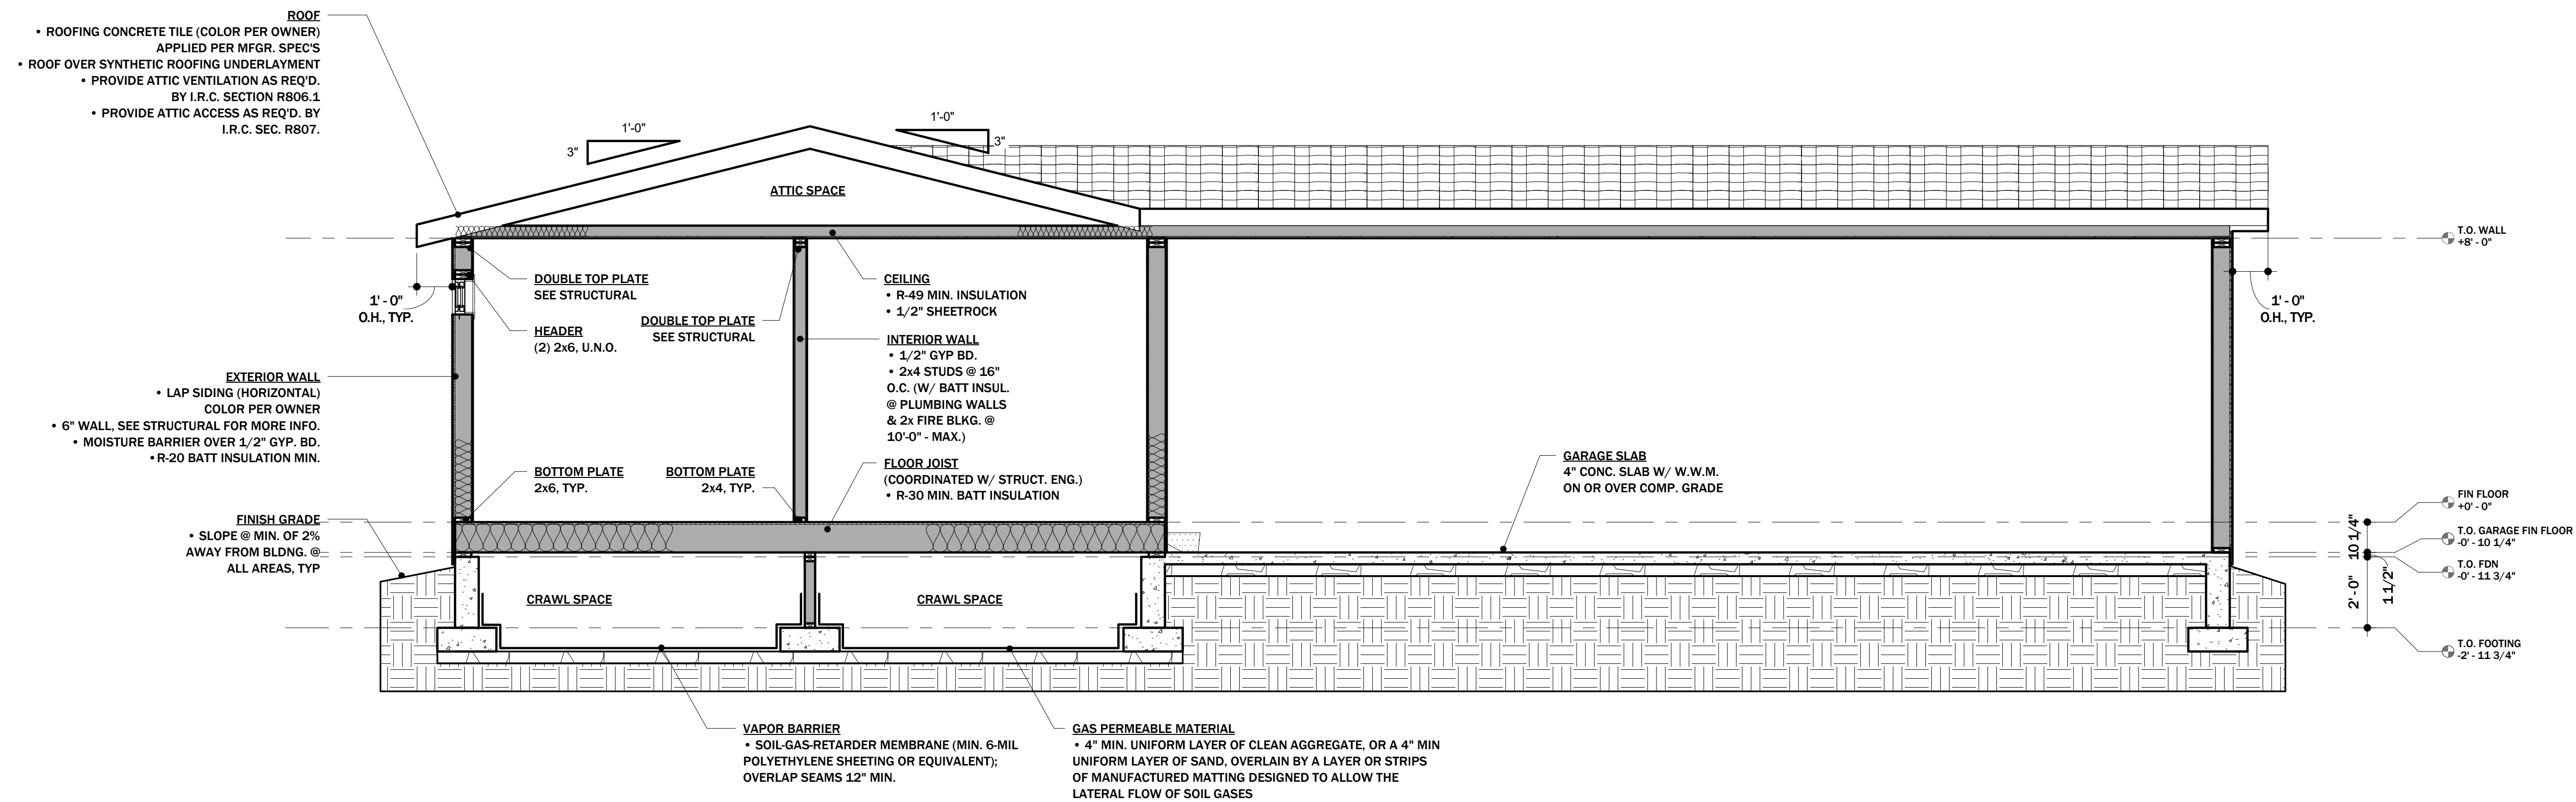 ROOF
• ROOFING CONCRETE TILE (COLOR PER OWNER)
APPLIED PER MFGR. SPEC'S
• ROOF OVER SYNTHETIC ROOFING UNDERLAYMENT
• PROVIDE ATTIC VENTILATION AS REQ'D.
BY I.R.C. SECTION R806.1
• PROVIDE ATTIC ACCESS AS REQ'D. BY
I.R.C. SEC. R807.
1'-0"
3"
1'-0"
3"
ATTIC SPACE
T.O. WALL
+8' - 0"
1' - 0"
O.H., TYP.
DOUBLE TOP PLATE
SEE STRUCTURAL
HEADER
(2) 2x6, U.N.O.
DOUBLE TOP PLATE
SEE STRUCTURAL
CEILING
• R-49 MIN. INSULATION
• 1/2" SHEETROCK
INTERIOR WALL
• 1/2" GYP BD.
• 2x4 STUDS @ 16"
O.C. (W/ BATT INSUL.
@ PLUMBING WALLS
& 2x FIRE BLKG. @
10'-0" - MAX.)
1' - 0"
O.H., TYP.
EXTERIOR WALL
• LAP SIDING (HORIZONTAL)
COLOR PER OWNER
• 6" WALL, SEE STRUCTURAL FOR MORE INFO.
• MOISTURE BARRIER OVER 1/2" GYP. BD.
•R-20 BATT INSULATION MIN.
BOTTOM PLATE
2x6, TYP.
BOTTOM PLATE
2x4, TYP.
FLOOR JOIST
(COORDINATED W/ STRUCT. ENG.)
• R-30 MIN. BATT INSULATION
GARAGE SLAB
4" CONC. SLAB W/ W.W.M.
ON OR OVER COMP. GRADE
FINISH GRADE
• SLOPE @ MIN. OF 2%
AWAY FROM BLDNG. @
ALL AREAS, TYP
CRAWL SPACE
CRAWL SPACE
10 1/4"
2' - 0"
1 1/2"
FIN FLOOR
+0' - 0"
T.O. GARAGE FIN FLOOR
-0' - 10 1/4"
T.O. FDN
-0' - 11 3/4"
T.O. FOOTING
-2' - 11 3/4"
VAPOR BARRIER
• SOIL-GAS-RETARDER MEMBRANE (MIN. 6-MIL
POLYETHYLENE SHEETING OR EQUIVALENT);
OVERLAP SEAMS 12" MIN.
GAS PERMEABLE MATERIAL
• 4" MIN. UNIFORM LAYER OF CLEAN AGGREGATE, OR A 4" MIN
UNIFORM LAYER OF SAND, OVERLAIN BY A LAYER OR STRIPS
OF MANUFACTURED MATTING DESIGNED TO ALLOW THE
LATERAL FLOW OF SOIL GASES